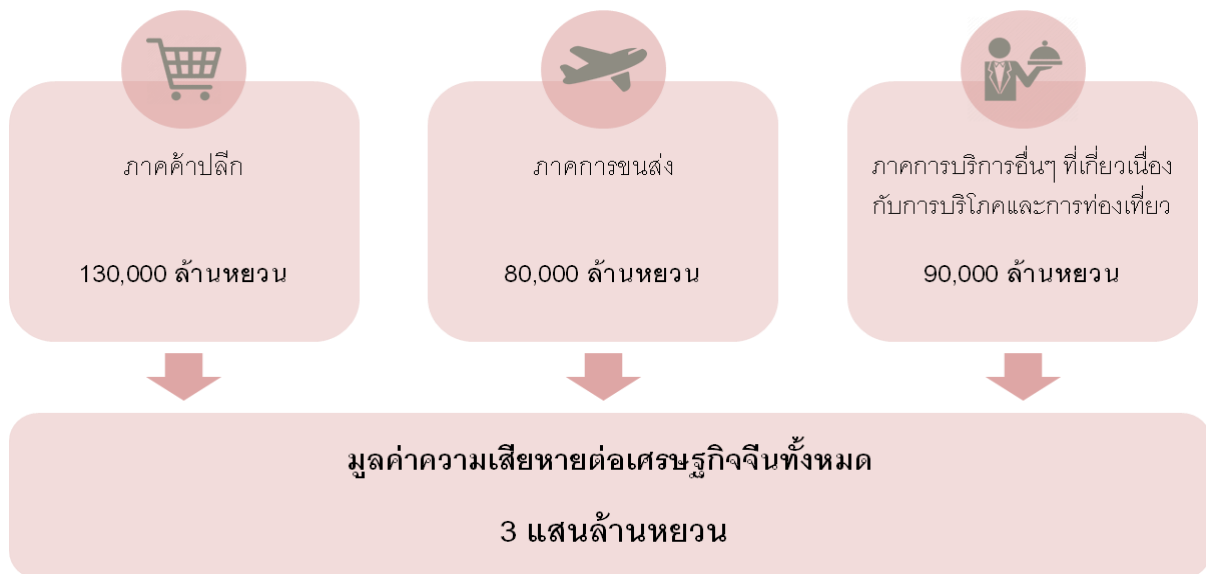 ภาคค้าปลีก
130,000 ล้านหยวน
ภาคการขนส่ง
80,000 ล้านหยวน
ภาคการบริการอื่นๆ ที่เกี่ยวเนื่อง
กับการบริโภคและการท่องเที่ยว
90,000 ล้านหยวน
มูลค่าความเสียหายต่อเศรษฐกิจจีนทั้งหมด
3 แสนล้านหยวน